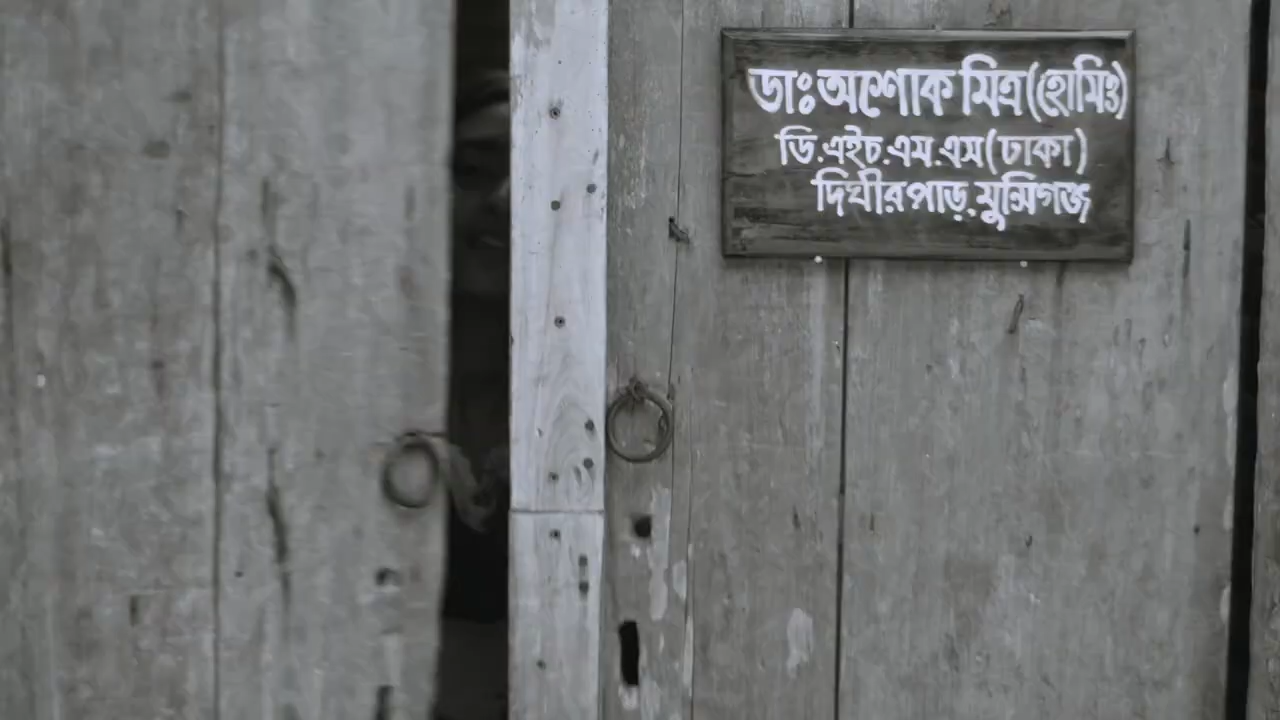 ডাঃ অশোক মিত্র (হোমিঃ)
ডি.এইচ.এম.এস (ঢাকা)
দিঘীরপাড়, মুন্সিগঞ্জ